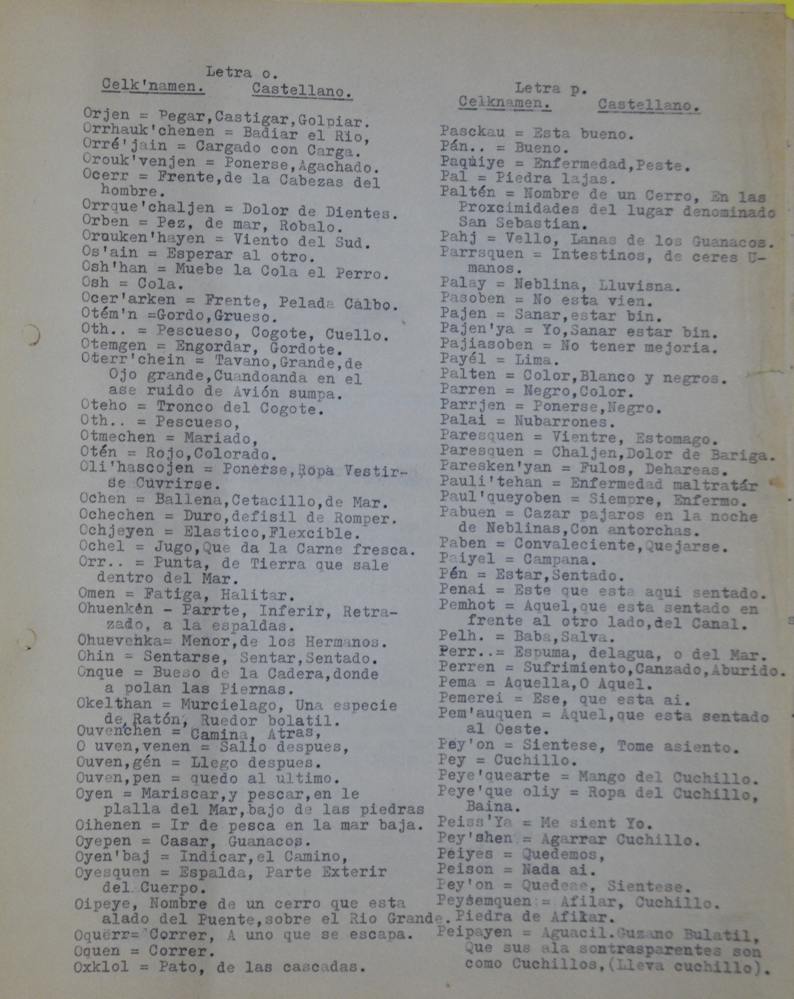 Letra o.
Celk'namen. Castellano.
Orjen = Pegar,Castigar,Golpiar.
Orrhauk'chenen = Badiar el Rio,
Orré'jain = Cargado con Carga.
Orouk'venjen = Ponerse,Agachado.
Ocerr = Frente,de la Cabezas del
hombre.
Orrque'chaljen = Dolor de Dientes.
Orben = Pez, de mar, Robalo.
Orouken'hayen = Viento del Sud.
Os'ain = Esperar al otro.
Osh'han = Muebe la Cola el Perro.
Osh = Cola.
Ocer'arken = Frente, Pelada Calbo.
Otém'n =Gordo,Grueso.
Oth.. = Pescueso, Cogote, Cuello.
Otemgen = Engordar, Gordote.
Oterr'chein = Tavano,Grande,de
Ojo grande,Cuandoanda en el
ase ruido de Avión sumpa.
Oteho = Tronco del Cogote.
Oth.. = Pescueso,
Otmechen = Mariado,
Otén = Rojo,Colorado.
Oli'hascojen = Ponerse,Ropa Vestir-
se Cuvrirse.
Ochen = Ballena,Cetacillo,de Mar.
Ochechen = Duro,defisil de Romper.
Ochjeyen = Elastico,Flexcible.
Ochel = Jugo,Que da la Carne fresca.
Orr.. = Punta, de Tierra que sale
dentro del Mar.
Omen = Fatiga, Halitar.
Ohuenkén - Parrte, Inferir, Retra-
zado, a la espaldas.
Ohuevenka= Menor,de los Hermanos.
Ohin = Sentarse, Sentar,Sentado.
Onque = Bueso de la Cadera,donde
a polan las Piernas.
Okelthan = Murcielago, Una especie
de Ratón, Ruedor bolatil.
Ouvenchen = Camina, Atras,
O uven,venen = Salio despues,
Ouven,gén = Llego despues.
Ouven,pen = quedo al ultimo.
Oyen = Mariscar,y pescar,en le
plalla del Mar,bajo de las piedras
Oihenen = Ir de pesca en la mar baja.
Oyepen = Casar, Guanacos.
Oyen'baj = Indicar,el Camino,
Oyesquen = Espalda, Parte Exterir
del Cuerpo.
Oipeye, Nombre de un cerro que esta
alado del Puente,sobre el Rio Grande.
Oquerr= Correr, A uno que se escapa.
Oquen = Correr.
Oxklol = Pato, de las cascadas.
Letra p.
Celknamen. Castellano.
Pasckau = Esta bueno.
Pán.. = Bueno.
Paquiye = Enfermedad,Peste.
Pal = Piedra lajas.
Paltén = Nombre de un Cerro, En las
Proxcimidades del lugar denominado
San Sebastian.
Pahj = Vello, Lanas de los Guanacos.
Parrsquen = Intestinos, de ceres U-
manos.
Palay = Neblina, Lluvisna.
Pasoben = No esta vien.
Pajen = Sanar,estar bin.
Pajen'ya = Yo,Sanar estar bin.
Pajiasoben = No tener mejoria.
Payél = Lima.
Palten = Color,Blanco y negros.
Parren = Negro,Color.
Parrjen = Ponerse,Negro.
Palai = Nubarrones.
Paresquen = Vientre, Estomago.
Paresquen = Chaljen,Dolor de Bariga.
Paresken'yan = Fulos, Dehareas.
Pauli'tehan = Enfermedad maltratár
Paul'queyoben = Siempre, Enfermo.
Pabuen = Cazar pajaros en la noche
de Neblinas,Con antorchas.
Paben = Convaleciente,Quejarse.
Paiyel = Campana.
Pén = Estar,Sentado.
Penai = Este que esta aqui sentado.
Pemhot = Aquel,que esta sentado en
frente al otro lado,del Canal.
Pelh. = Baba,Salva.
Perr..= Espuma, delagua, o del Mar.
Perren = Sufrimiento,Canzado,Aburido.
Pema = Aquella,O Aquel.
Pemerei = Ese, que esta ai.
Pem'auquen = Aquel,que esta sentado
al Oeste.
Pey'on = Sientese, Tome asiento.
Pey = Cuchillo.
Peye'quearte = Mango del Cuchillo.
Peye'que oliy = Ropa del Cuchillo,
Baina.
Peiss'Ya = Me sient Yo.
Pey'shen = Agarrar Cuchillo.
Peiyes = Quedemos,
Peison = Nada ai.
Pey'on = Quedese, Sientese.
Peysemquen = Afilar, Cuchillo.
Piedra de Afilar.
Peipayen = Aguacil.Guzano Bulatil,
Que sus ala sontrasparentes son
como Cuchillos,(Lleva cuchillo).